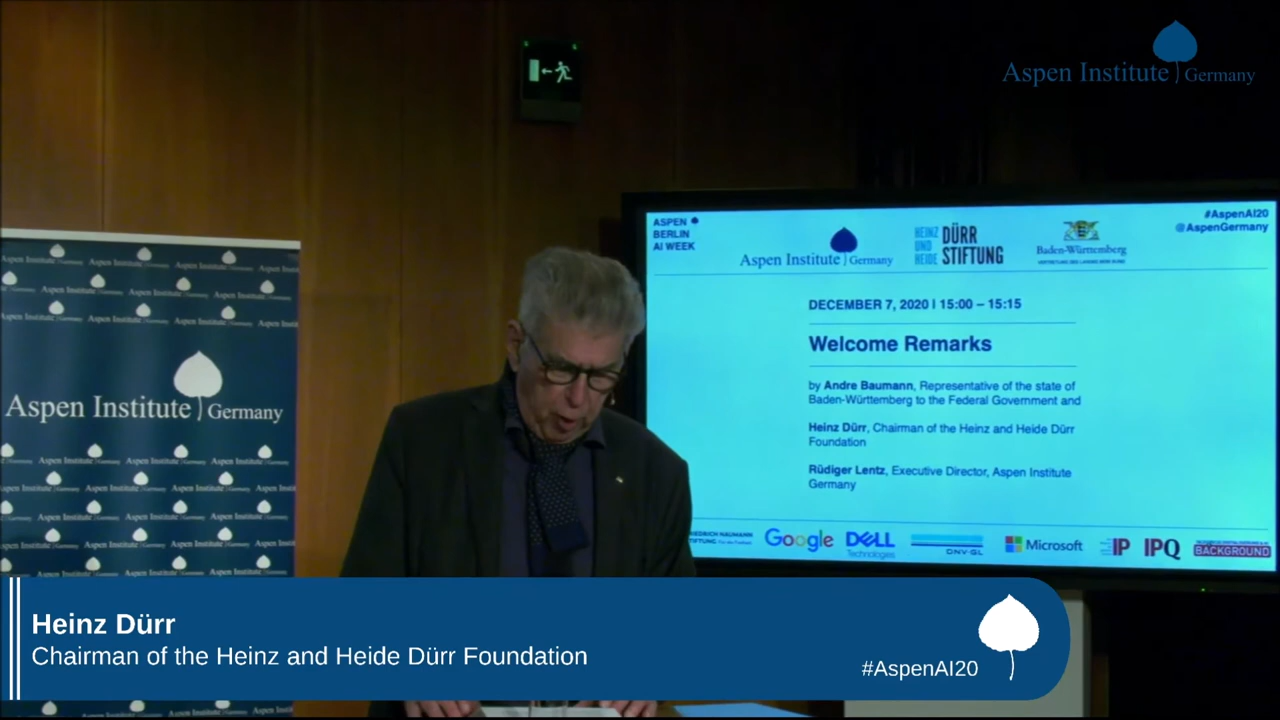 Aspen Institute Germany
ASPEN
BERLIN
AI WEEK
Aspen Institute Germany
HEINZ
UND
HEIDE
DÜRR
STIFTUNG
Baden-Württemberg
#AspenAI20
@AspenGermany
DECEMBER 7, 2020 I 15:00 – 15:15
Welcome Remarks
by Andre Baumann, Representative of the state of
Baden-Württemberg to the Federal Government and
Heinz Dürr, Chairman of the Heinz and Heide Dürr
Foundation
Rüdiger Lentz, Executive Director, Aspen Institute
Germany
Google
DELL
Technologies
DNV·GL
Microsoft
IP
IPQ
BACKGROUND
Aspen Institute Germany
Heinz Dürr
Chairman of the Heinz and Heide Dürr Foundation
#AspenAI20